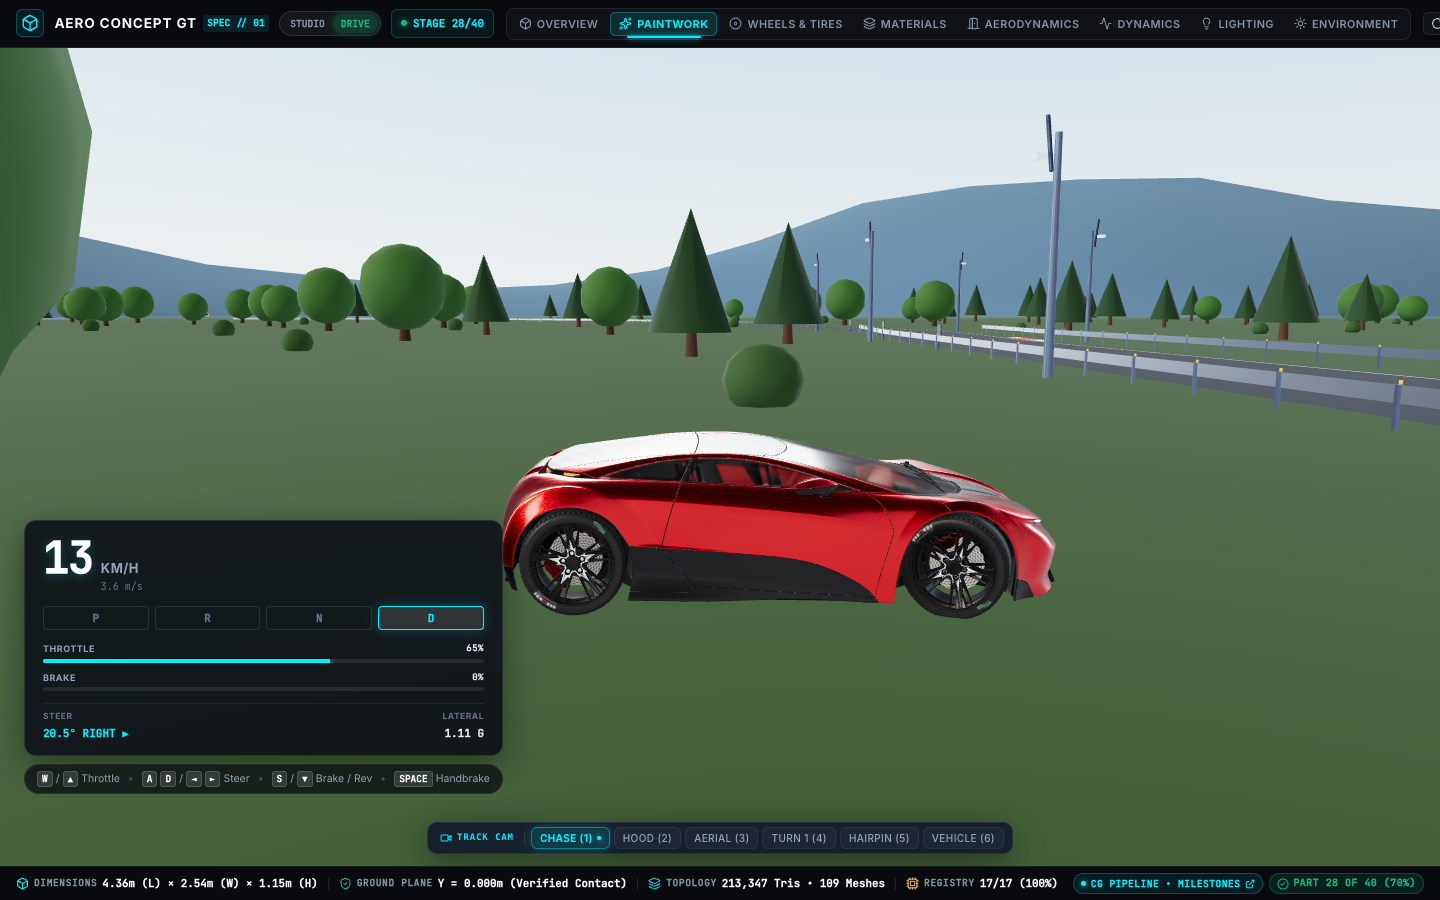 AERO CONCEPT GT SPEC // 01 STUDIO DRIVE STAGE 28/40 OVERVIEW PAINTWORK WHEELS & TIRES MATERIALS AERODYNAMICS DYNAMICS LIGHTING ENVIRONMENT
13 KM/H
3.6 m/s
P R N D
THROTTLE 65%
BRAKE 0%
STEER LATERAL
20.5° RIGHT ▶ 1.11 G
W / ▲ Throttle • A D / ◄ ► Steer • S / ▼ Brake / Rev • SPACE Handbrake
TRACK CAM CHASE (1) HOOD (2) AERIAL (3) TURN 1 (4) HAIRPIN (5) VEHICLE (6)
DIMENSIONS 4.36m (L) × 2.54m (W) × 1.15m (H) GROUND PLANE Y = 0.000m (Verified Contact) TOPOLOGY 213,347 Tris • 109 Meshes REGISTRY 17/17 (100%) CG PIPELINE • MILESTONES PART 28 OF 40 (70%)